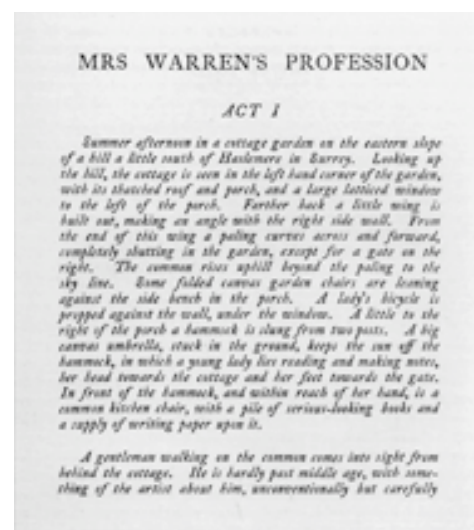 MRS WARREN'S PROFESSION
ACT I
Summer afternoon in a cottage garden on the eastern slope
of a hill a little south of Haslemere in Surrey. Looking up
the hill, the cottage is seen in the left hand corner of the garden,
with its thatched roof and porch, and a large latticed window
to the left of the porch. Farther back a little wing is
built out, making an angle with the right side wall. From
the end of this wing a paling curves across and forward,
completely shutting in the garden, except for a gate on the
right. The common rises uphill beyond the paling to the
sky line. Some folded canvas garden chairs are leaning
against the side bench in the porch. A lady's bicycle is
propped against the wall, under the window. A little to the
right of the porch a hammock is slung from two posts. A big
canvas umbrella, stuck in the ground, keeps the sun off the
hammock, in which a young lady lies reading and making notes,
her head towards the cottage and her feet towards the gate.
In front of the hammock, and within reach of her hand, is a
common kitchen chair, with a pile of serious-looking books and
a supply of writing paper upon it.
A gentleman walking on the common comes into sight from
behind the cottage. He is hardly past middle age, with some-
thing of the artist about him, unconventionally but carefully